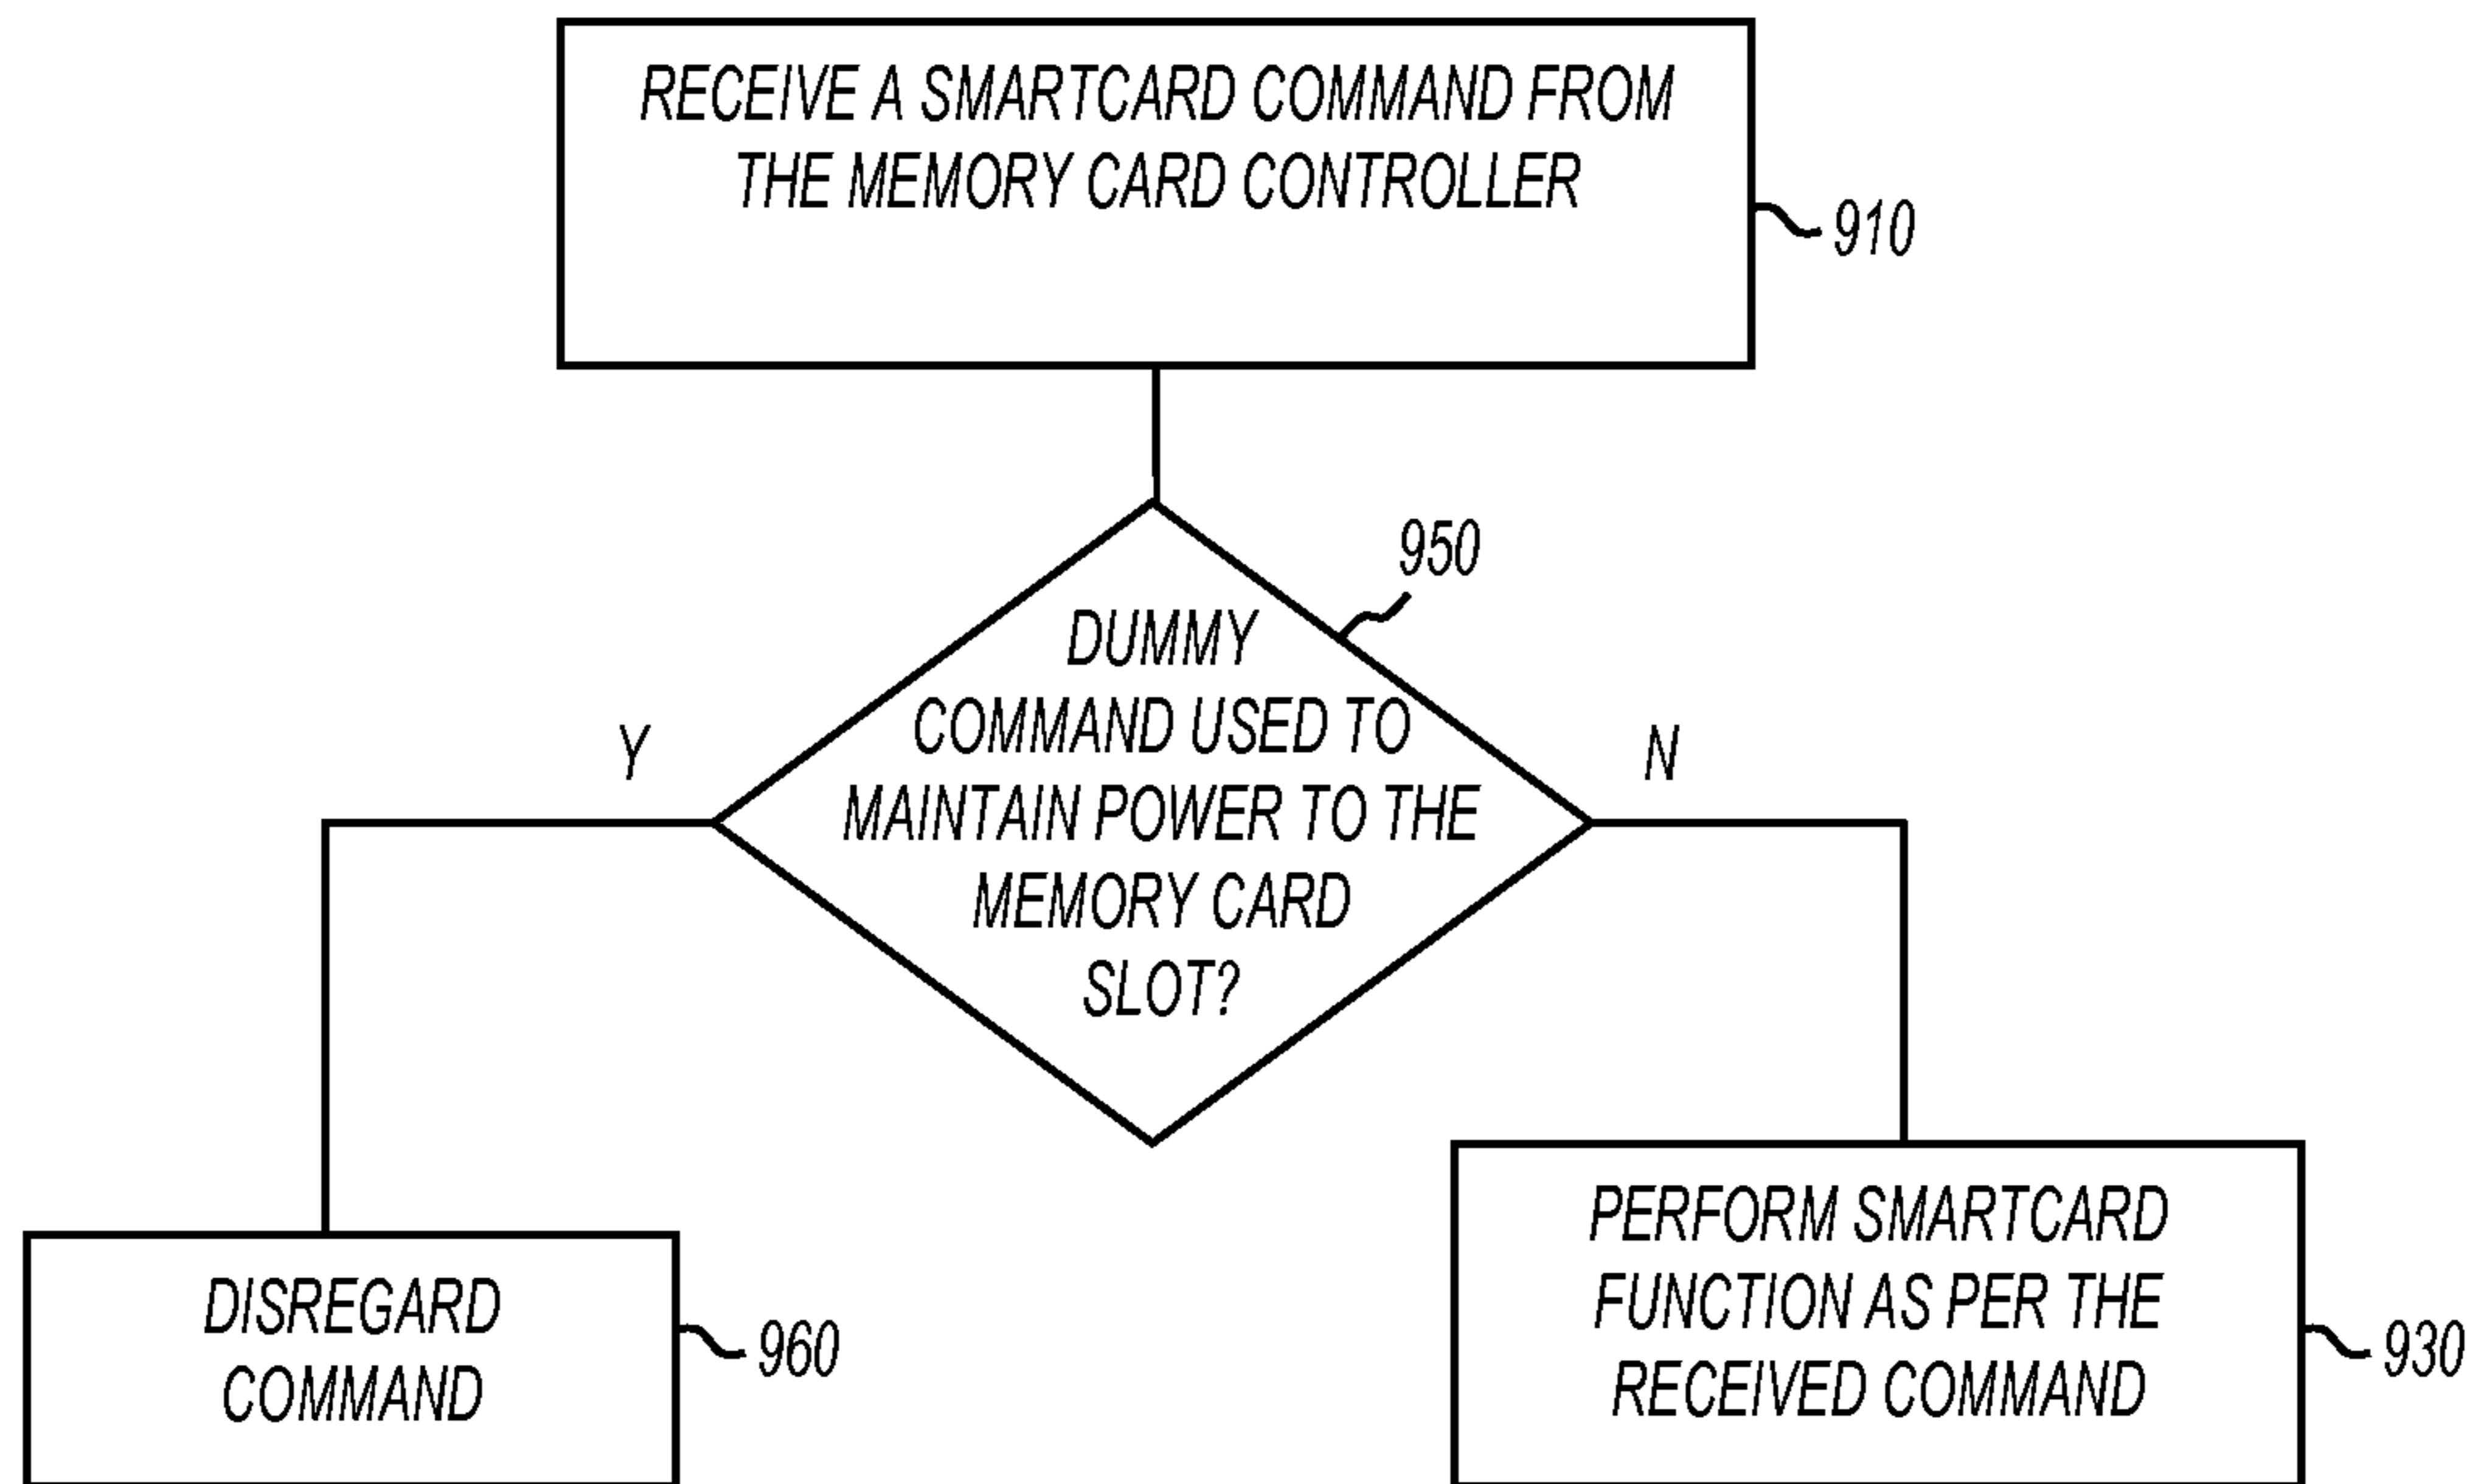 RECEIVE A SMARTCARD COMMAND FROM
THE MEMORY CARD CONTROLLER
910
950
DUMMY
COMMAND USED TO
MAINTAIN POWER TO THE
MEMORY CARD
SLOT?
Y
N
DISREGARD
COMMAND
960
PERFORM SMARTCARD
FUNCTION AS PER THE
RECEIVED COMMAND
930